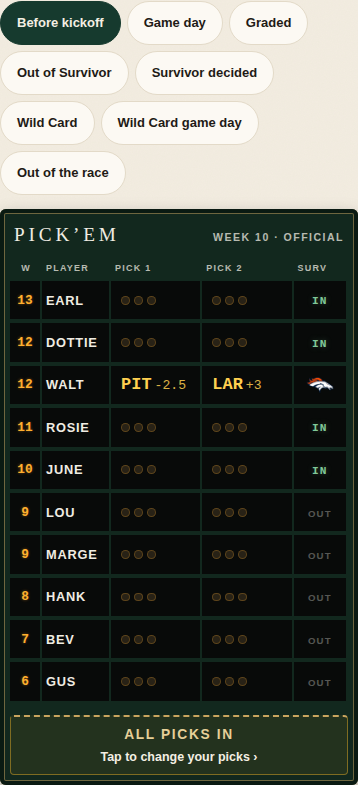 Before kickoff
Game day
Graded
Out of Survivor
Survivor decided
Wild Card
Wild Card game day
Out of the race
PICK’EM
WEEK 10 · OFFICIAL
W PLAYER PICK 1 PICK 2 SURV
13 EARL IN
12 DOTTIE IN
12 WALT PIT -2.5 LAR +3
11 ROSIE IN
10 JUNE IN
9 LOU OUT
9 MARGE OUT
8 HANK OUT
7 BEV OUT
6 GUS OUT
ALL PICKS IN
Tap to change your picks ›